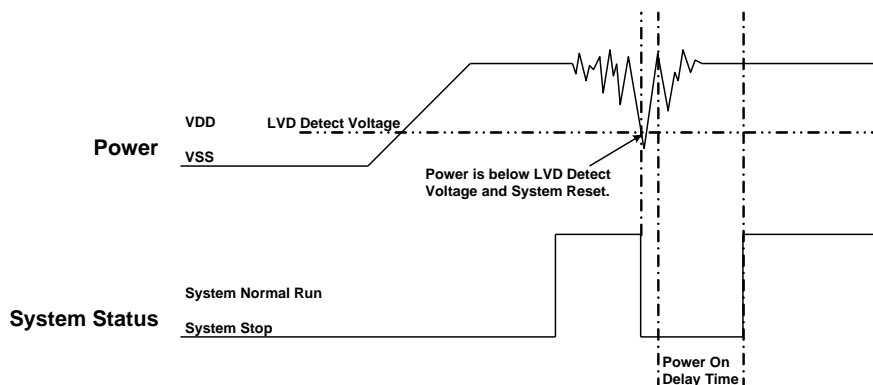 VDD
LVD Detect Voltage
Power
VSS
Power is below LVD Detect
Voltage and System Reset.
System Normal Run
System Status
System Stop
Power On
Delay Time